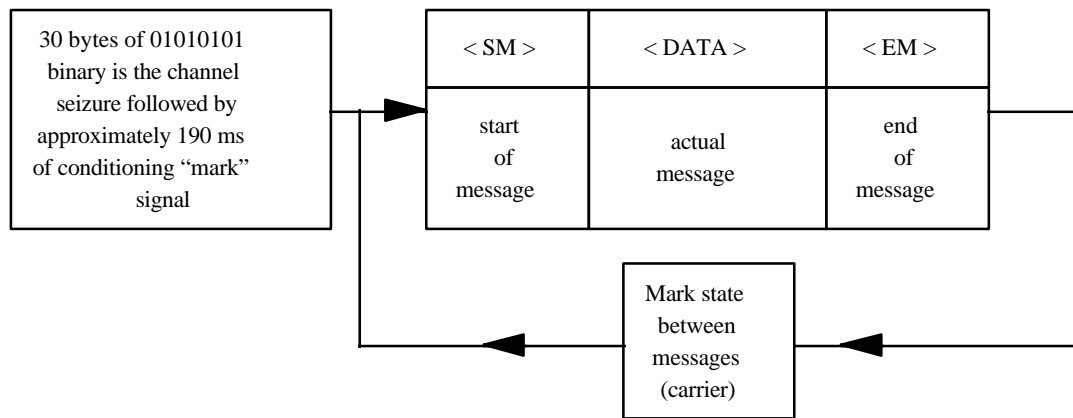 30 bytes of 01010101
binary is the channel
seizure followed by
approximately 190 ms
of conditioning “mark”
signal
< SM >
< DATA >
< EM >
start
of
message
actual
message
end
of
message
Mark state
between
messages
(carrier)